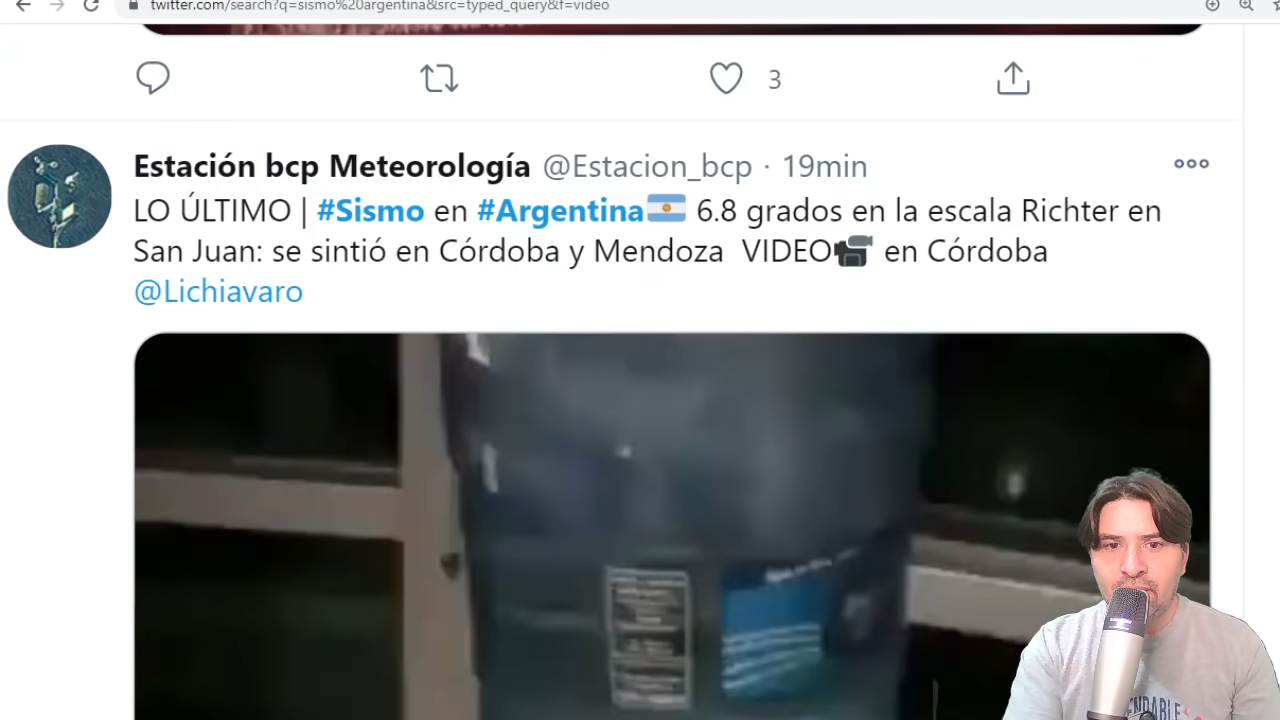 twitter.com/search?q=sismo%20argentina&src=typed_query&f=video
3
Estación bcp Meteorología @Estacion_bcp · 19min
LO ÚLTIMO | #Sismo en #Argentina 6.8 grados en la escala Richter en
San Juan: se sintió en Córdoba y Mendoza VIDEO en Córdoba
@Lichiavaro